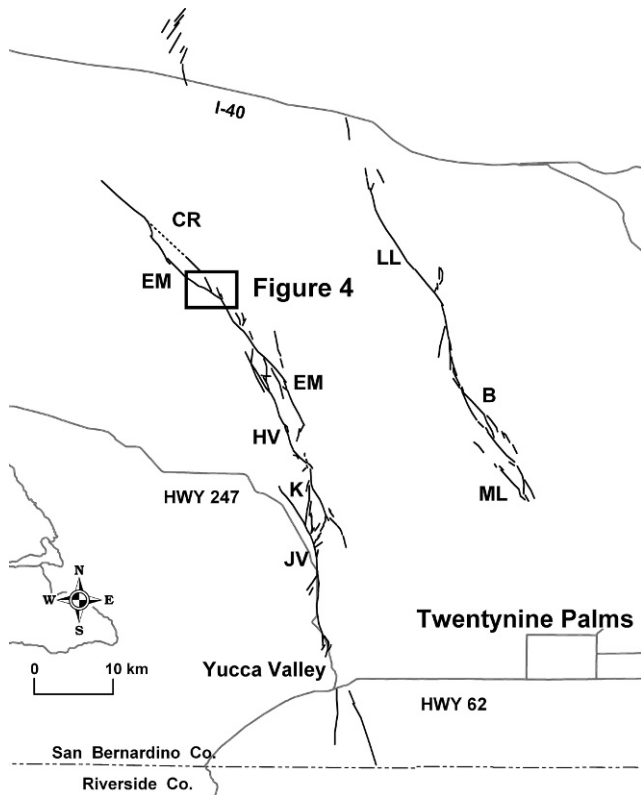 I-40
CR
EM
Figure 4
LL
EM
B
HV
K
ML
HWY 247
JV
N
W E
S
Twentynine Palms
0 10 km
Yucca Valley
HWY 62
San Bernardino Co.
Riverside Co.